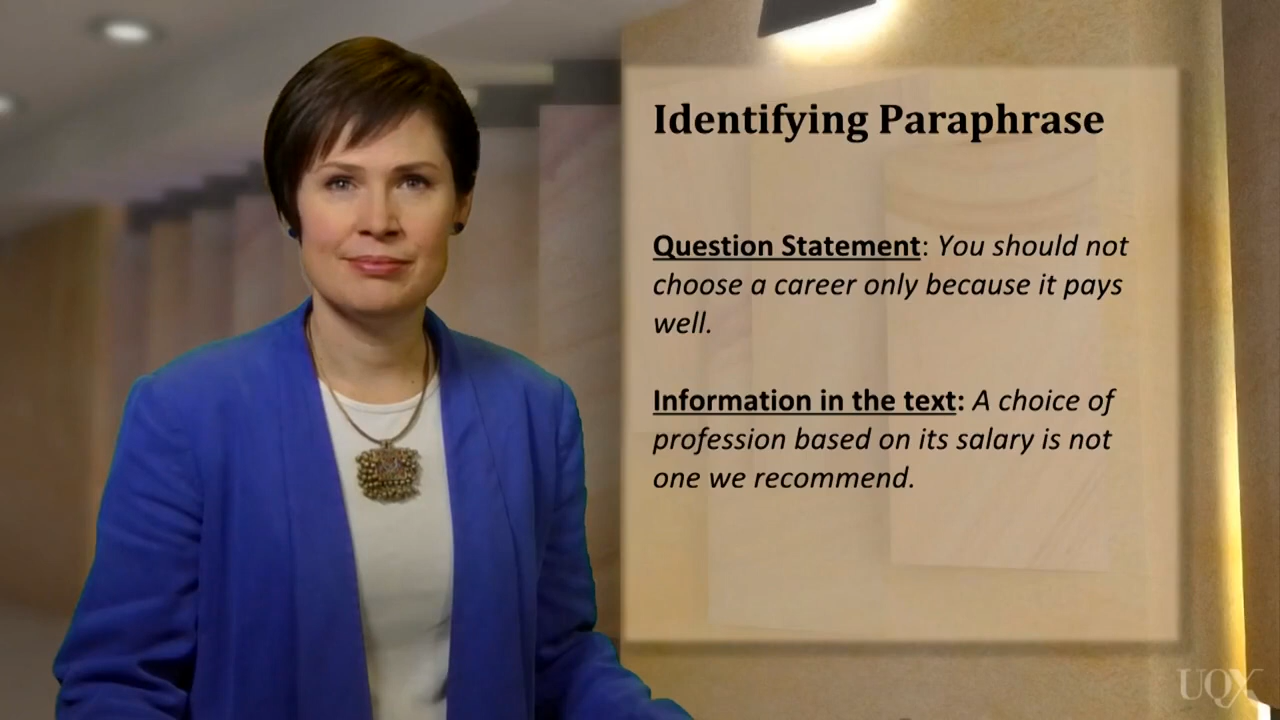 Identifying Paraphrase
Question Statement: You should not
choose a career only because it pays
well.
Information in the text: A choice of
profession based on its salary is not
one we recommend.
UQX